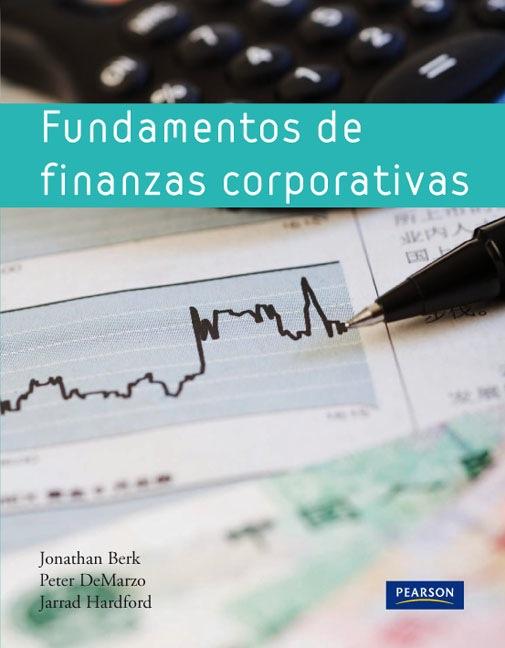 Fundamentos de
finanzas corporativas
Jonathan Berk
Peter DeMarzo
Jarrad Hardford
PEARSON